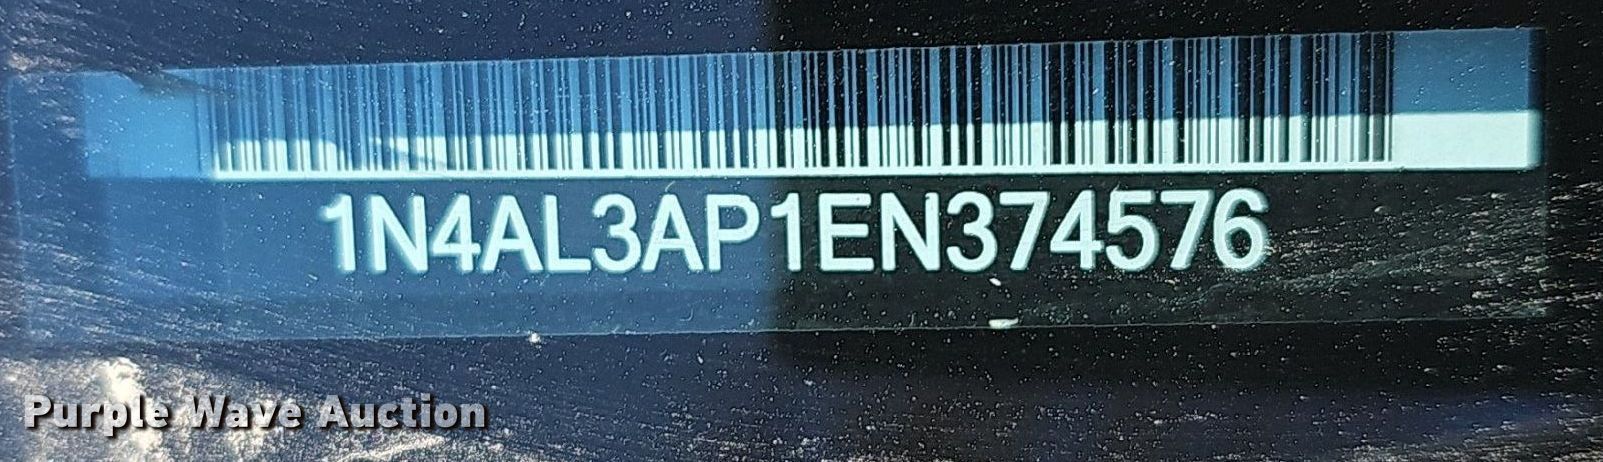 1N4AL3AP1EN374576
Purple Wave Auction